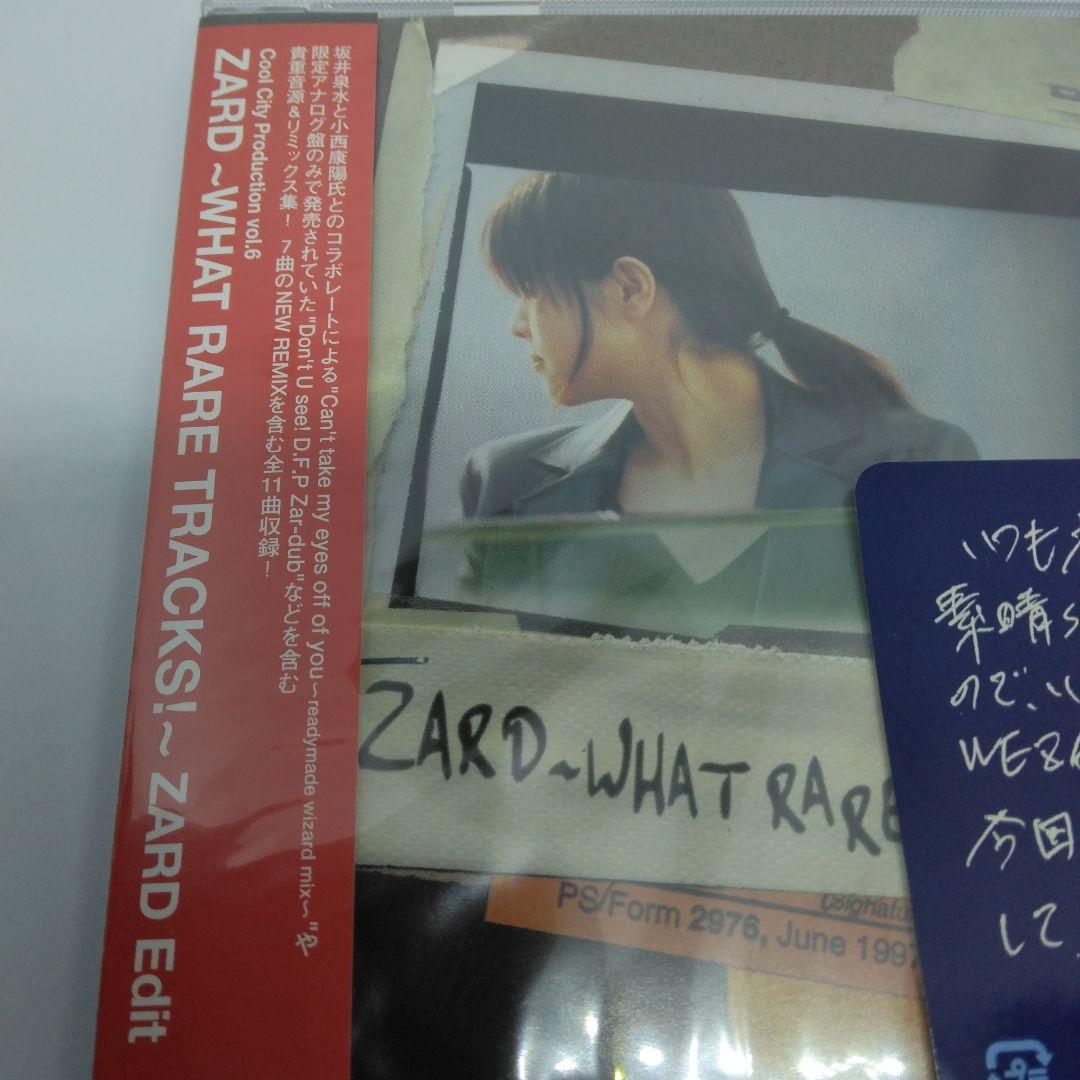 坂井泉水と小西康陽氏とのコラボレートによる"Can't take my eyes off of you～readymade wizard mix～"や
限定アナログ盤のみで発売されていた"Don't U see! D.F.P Zar-dub"などを含む
貴重音源&リミックス集! 7曲のNEW REMIXを含む全11曲収録!
Cool City Production vol.6
ZARD ～WHAT RARE TRACKS!～ ZARD Edit
ZARD～WHAT RARE
(Signatu
PS/Form 2976, June 1997
いつも
素晴
ので、い
WEZA
今回
して